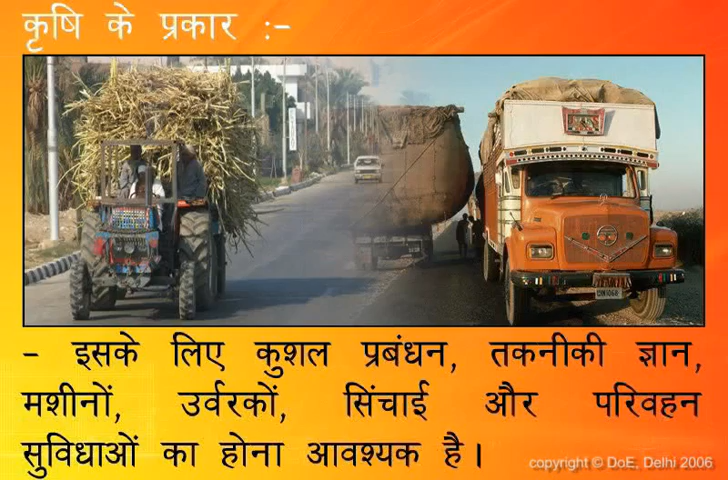 कृषि के प्रकार :-
- इसके लिए कुशल प्रबंधन, तकनीकी ज्ञान,
मशीनों, उर्वरकों, सिंचाई और परिवहन
सुविधाओं का होना आवश्यक है।
copyright © DoE, Delhi 2006